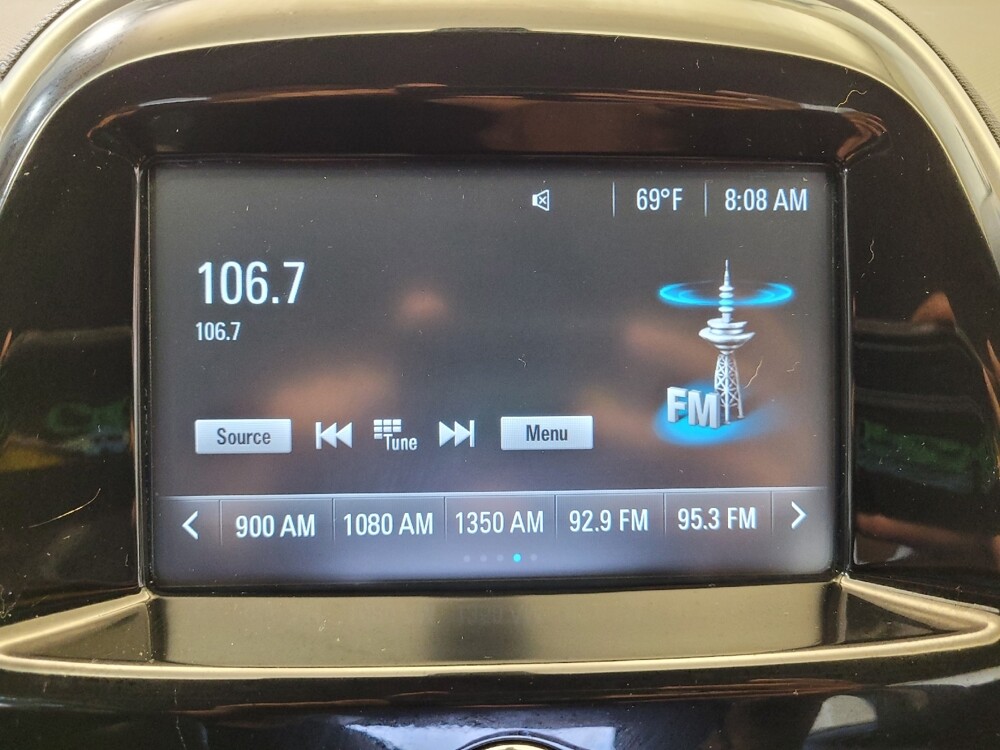 69°F 8:08 AM
106.7
106.7
FM
Source Tune Menu
900 AM 1080 AM 1350 AM 92.9 FM 95.3 FM